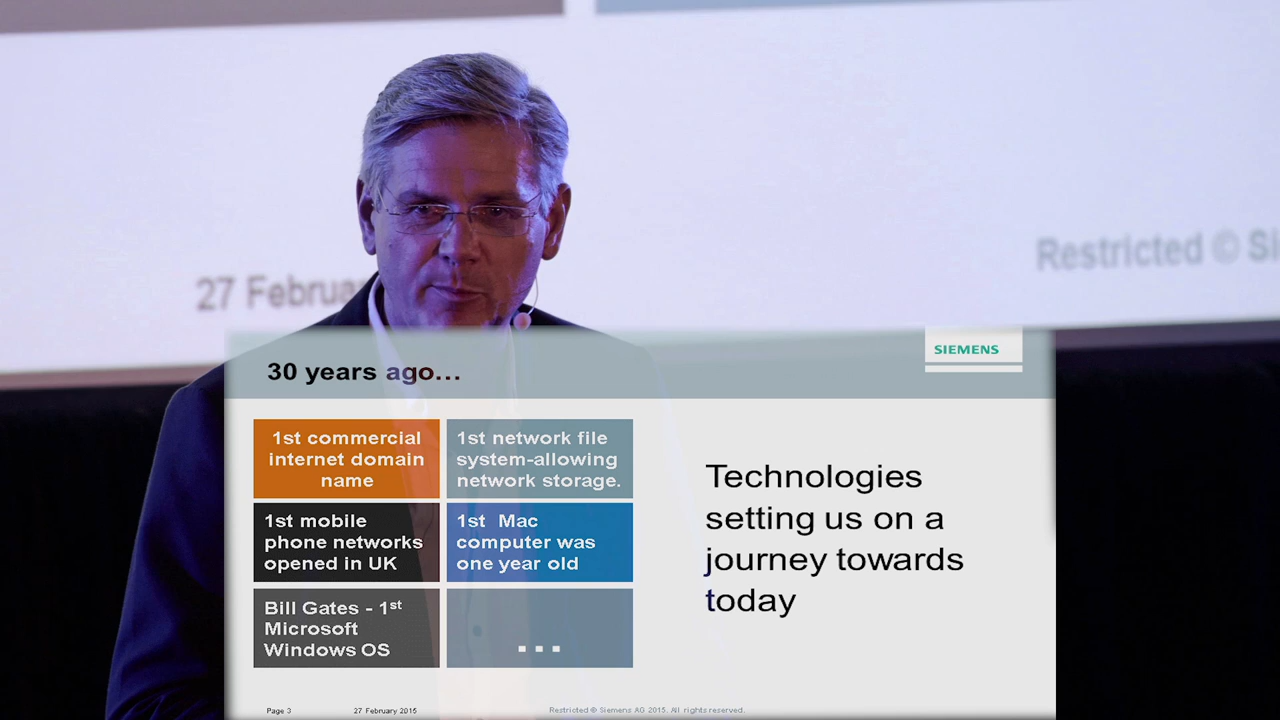 Restricted © Si
27 Februa
SIEMENS
30 years ago...
1st commercial
internet domain
name
1st network file
system-allowing
network storage.
1st mobile
phone networks
opened in UK
1st Mac
computer was
one year old
Bill Gates - 1st
Microsoft
Windows OS
...
Technologies
setting us on a
journey towards
today
Page 3
27 February 2015
Restricted © Siemens AG 2015. All rights reserved.